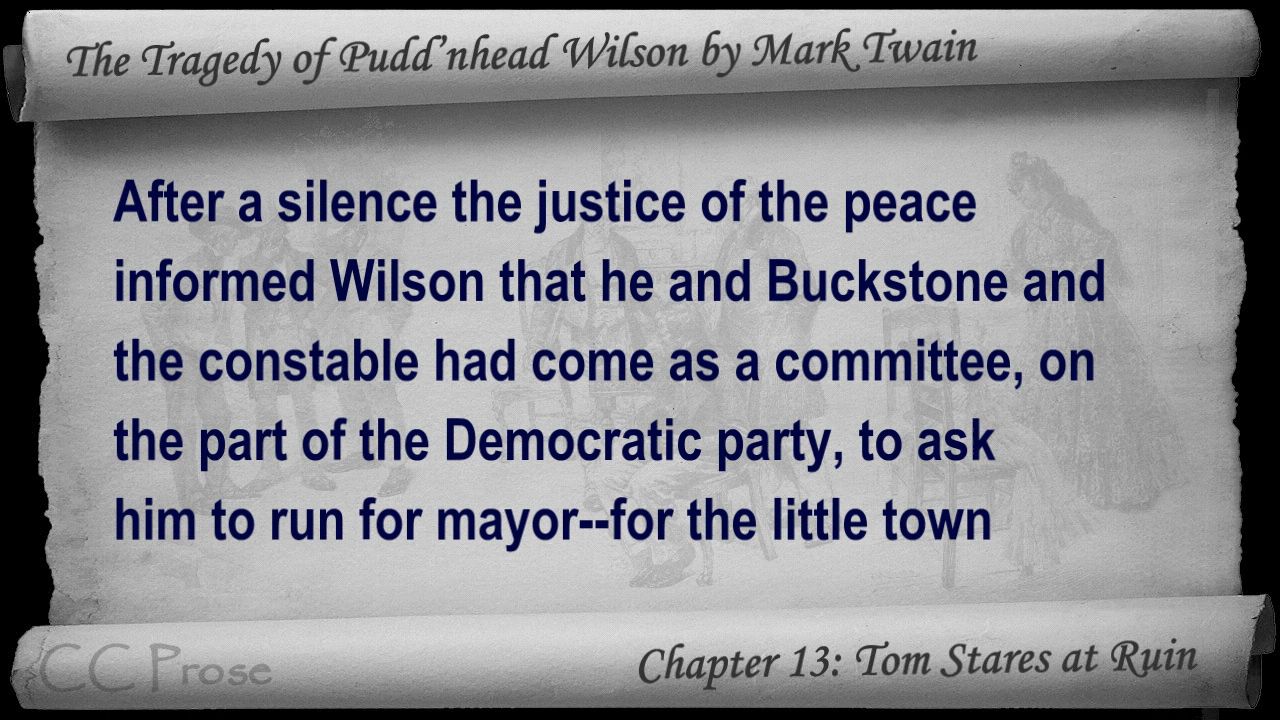 The Tragedy of Pudd'nhead Wilson by Mark Twain
After a silence the justice of the peace
informed Wilson that he and Buckstone and
the constable had come as a committee, on
the part of the Democratic party, to ask
him to run for mayor--for the little town
CC Prose
Chapter 13: Tom Stares at Ruin